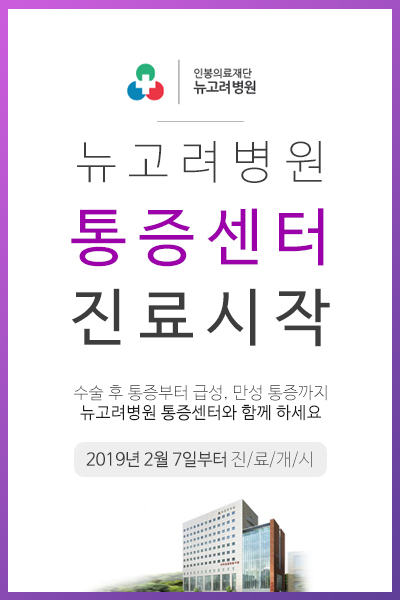 인봉의료재단
뉴고려병원
뉴고려병원
통증센터
진료시작
수술 후 통증부터 급성, 만성 통증까지
뉴고려병원 통증센터와 함께 하세요
2019년 2월 7일부터 진/료/개/시